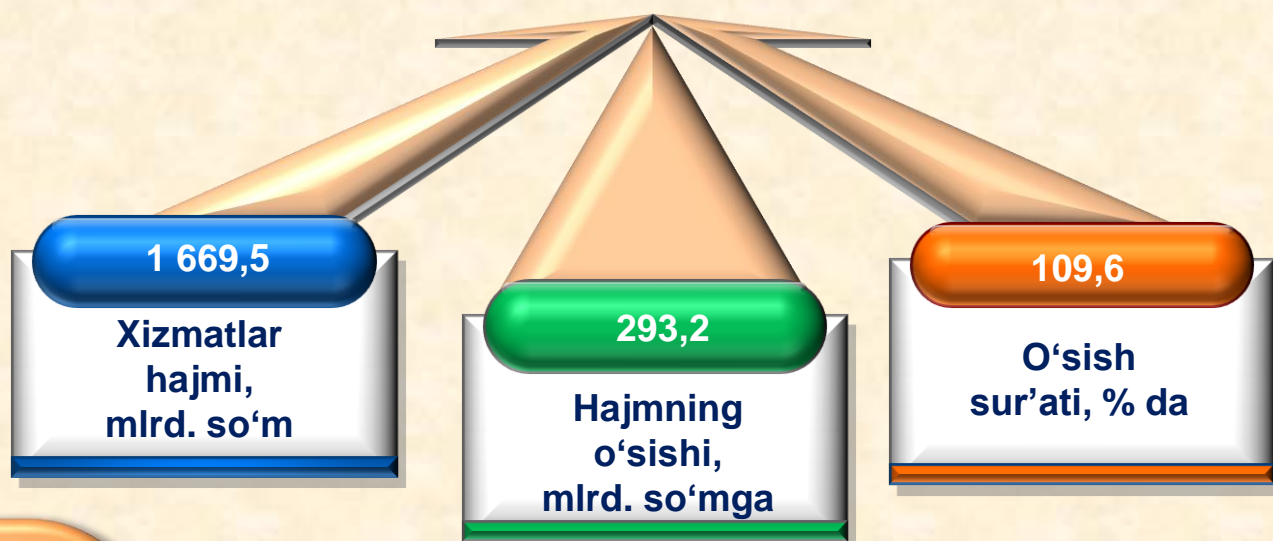 1 669,5
Xizmatlar
hajmi,
mlrd. so‘m
293,2
Hajmning
o‘sishi,
mlrd. so‘mga
109,6
O‘sish
sur’ati, % da